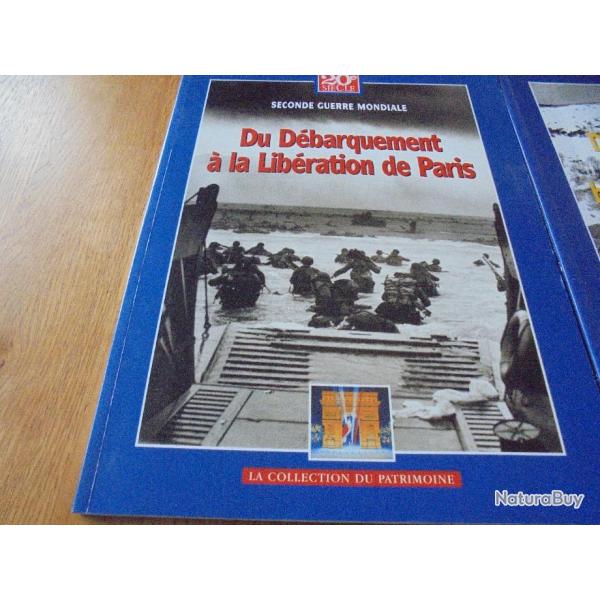 20e
SIÈCLE
SECONDE GUERRE MONDIALE
Du Débarquement
à la Libération de Paris
LA COLLECTION DU PATRIMOINE
NaturaBuy